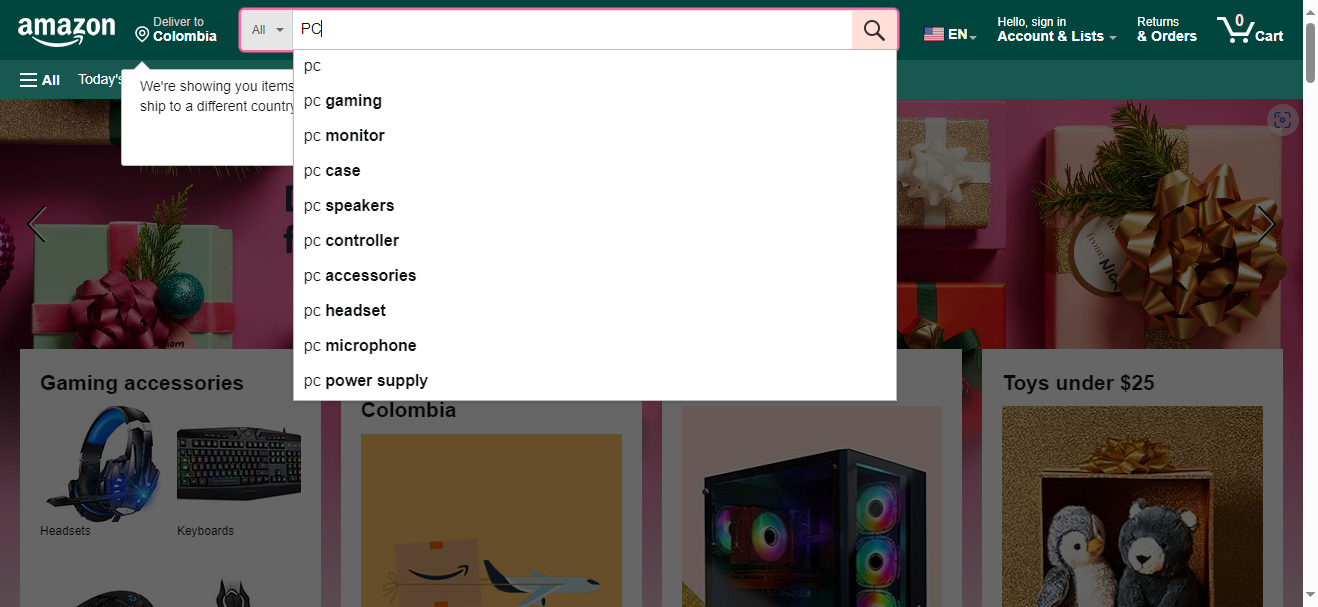 amazon
Deliver to
Colombia
All
PC
EN
Hello, sign in
Account & Lists
Returns
& Orders
0
Cart
All
Today's
We're showing you items
ship to a different country
pc
pc gaming
pc monitor
pc case
pc speakers
pc controller
pc accessories
pc headset
pc microphone
pc power supply
from:
Gaming accessories
Headsets
Keyboards
Colombia
Toys under $25